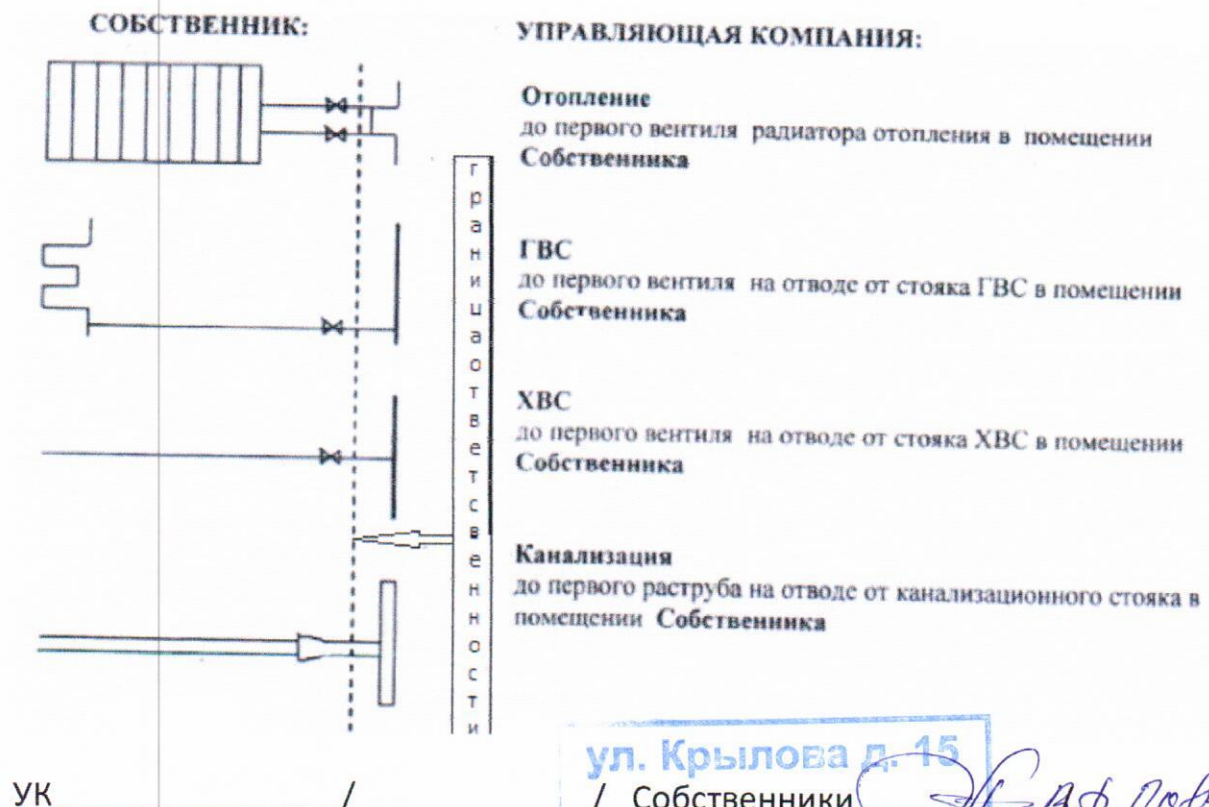 СОБСТВЕННИК:
УПРАВЛЯЮЩАЯ КОМПАНИЯ:
Отопление
до первого вентиля радиатора отопления в помещении
Собственника
ГВС
до первого вентиля на отводе от стояка ГВС в помещении
Собственника
ХВС
до первого вентиля на отводе от стояка ХВС в помещении
Собственника
Канализация
до первого раструба на отводе от канализационного стояка в
помещении Собственника
границаответсвенности
ул. Крылова д. 15
УК / / Собственники